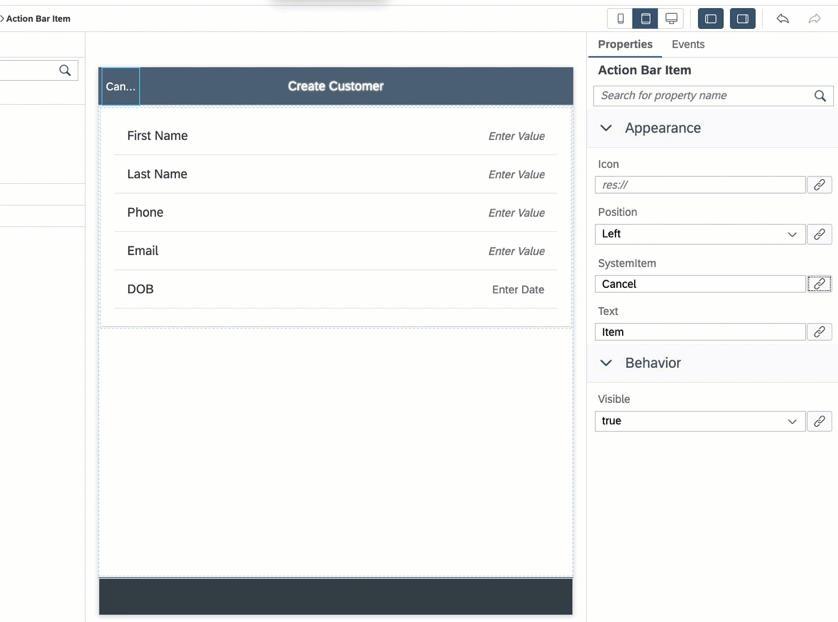 Action Bar Item
Properties Events
Action Bar Item
Search for property name
Appearance
Icon
res://
Position
Left
SystemItem
Cancel
Text
Item
Behavior
Visible
true
Can... Create Customer
First Name Enter Value
Last Name Enter Value
Phone Enter Value
Email Enter Value
DOB Enter Date